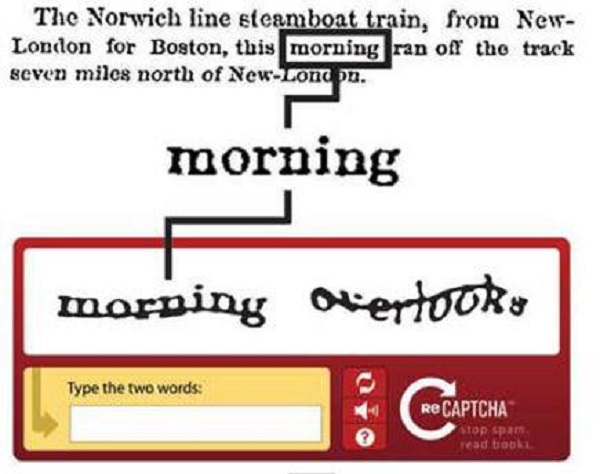 The Norwich line steamboat train, from New-
London for Boston, this morning ran off the track
seven miles north of New-London.
morning
morning overlooks
Type the two words:
reCAPTCHA™
stop spam.
read books.